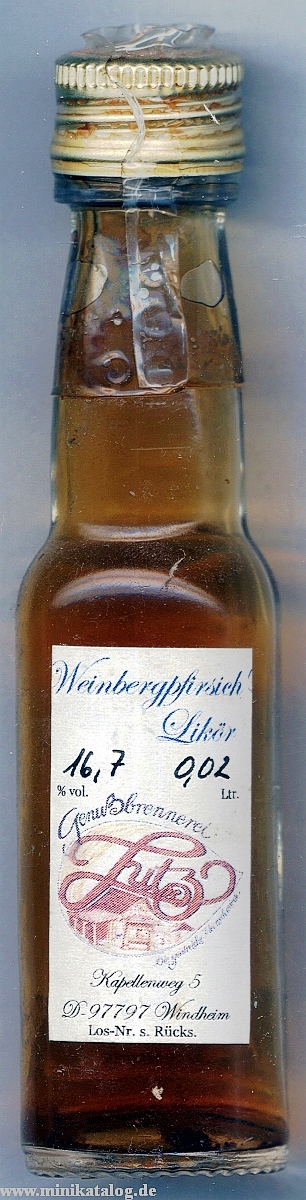 Weinbergpfirsich
Likör
16,7 0,02
% vol. Ltr.
Genußbrennerei
Kapellenweg 5
D-97797 Windheim
Los-Nr. s. Rücks.
www.minikatalog.de